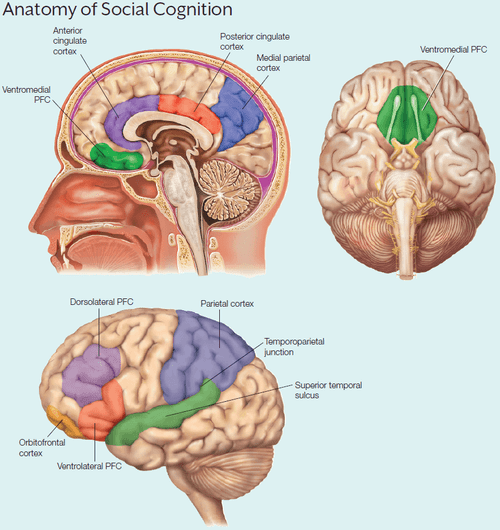 Anatomy of Social Cognition
Anterior
cingulate
cortex
Posterior cingulate
cortex
Medial parietal
cortex
Ventromedial
PFC
Ventromedial PFC
Dorsolateral PFC
Parietal cortex
Temporoparietal
junction
Superior temporal
sulcus
Orbitofrontal
cortex
Ventrolateral PFC